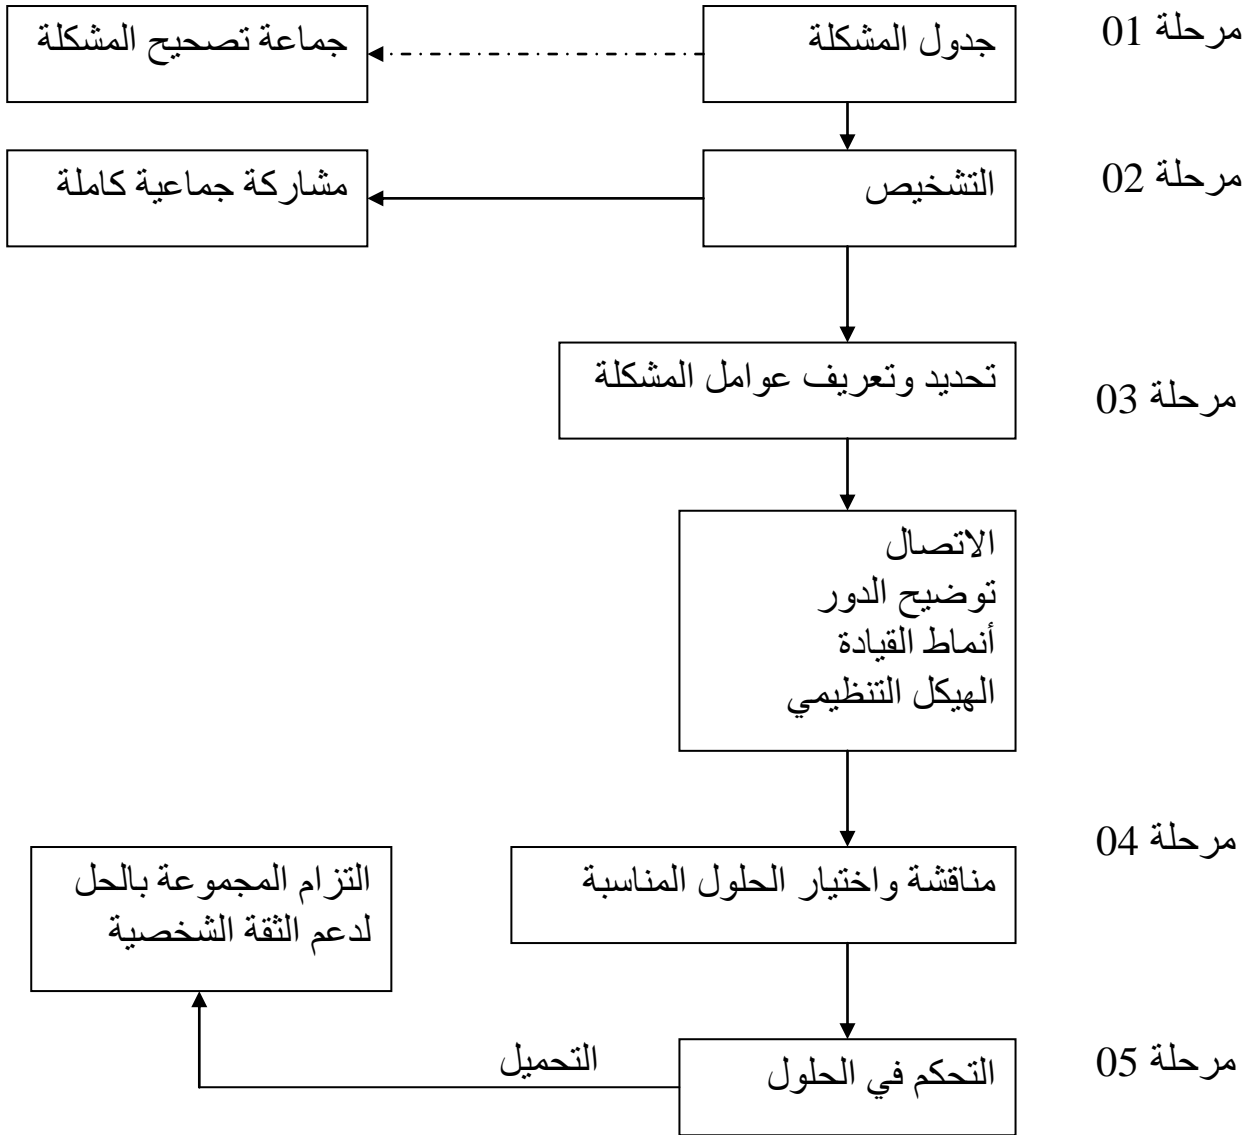 مرحلة 01
جدول المشكلة
جماعة تصحيح المشكلة
مرحلة 02
التشخيص
مشاركة جماعية كاملة
مرحلة 03
تحديد وتعريف عوامل المشكلة
الاتصال
توضيح الدور
أنماط القيادة
الهيكل التنظيمي
مرحلة 04
مناقشة واختيار الحلول المناسبة
التزام المجموعة بالحل
لدعم الثقة الشخصية
مرحلة 05
التحكم في الحلول
التحميل